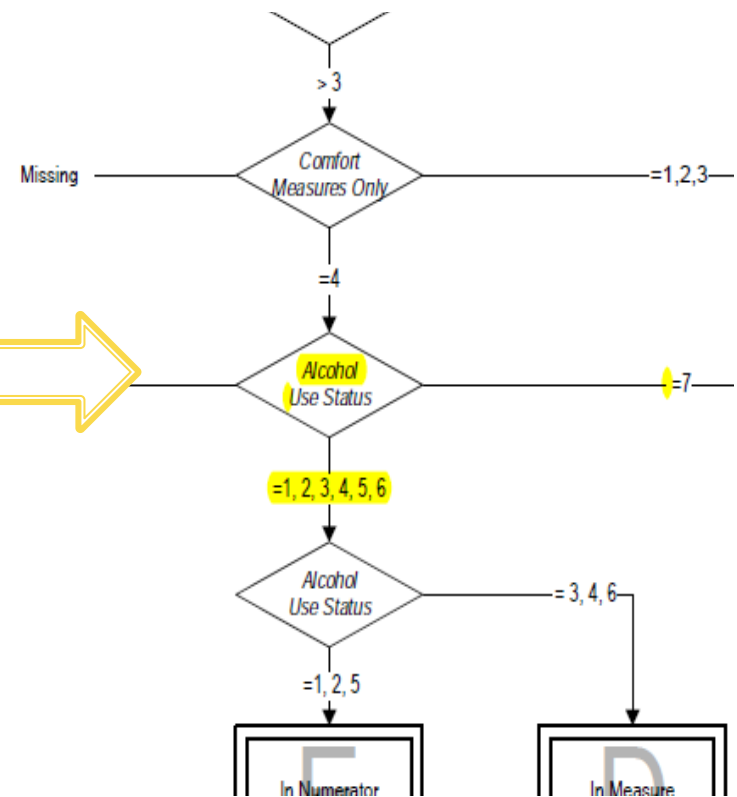 > 3
Comfort
Measures Only
Missing
=1,2,3
=4
Alcohol
Use Status
=7
=1, 2, 3, 4, 5, 6
Alcohol
Use Status
= 3, 4, 6
=1, 2, 5
E
In Numerator
D
In Measure